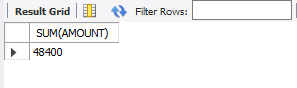 Result Grid Filter Rows:
SUM(AMOUNT)
48400